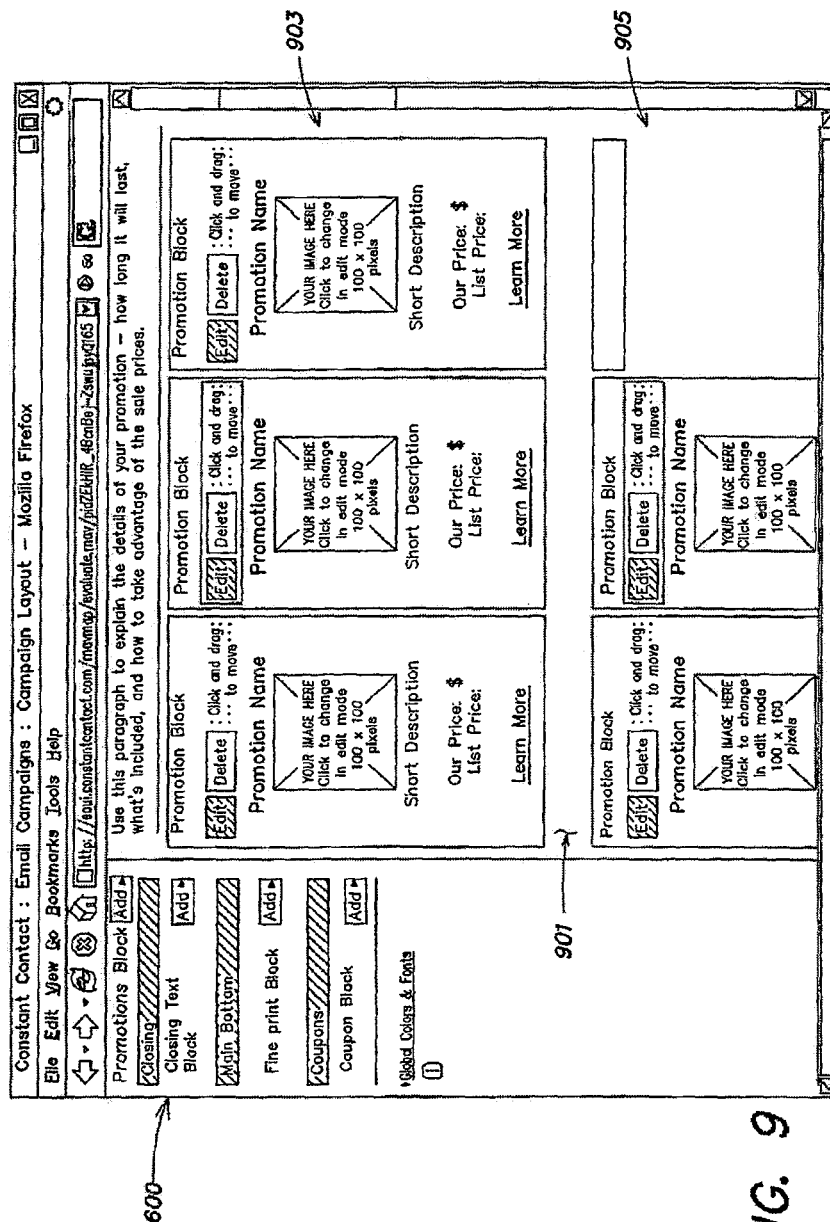 Constant Contact : Email Campaigns : Campaign Layout – Mozilla Firefox
File Edit View Go Bookmarks Tools Help
Go
Promotions Block Add
Closing
Closing Text
Block
Add
Main Bottom
Fine print Block Add
Coupons
Coupon Block Add
Global Colors & Fonts
Use this paragraph to explain the details of your promotion – how long it will last,
what's included, and how to take advantage of the sale prices.
Promotion Block
Edit Delete : Click and drag:
to move
Promotion Name
YOUR IMAGE HERE
Click to change
in edit mode
100 x 100
pixels
Short Description
Our Price: $
List Price:
Learn More
Promotion Block
Edit Delete : Click and drag:
to move
Promotion Name
YOUR IMAGE HERE
Click to change
in edit mode
100 x 100
pixels
Short Description
Our Price: $
List Price:
Learn More
Promotion Block
Edit Delete : Click and drag:
to move
Promotion Name
YOUR IMAGE HERE
Click to change
in edit mode
100 x 100
pixels
Short Description
Our Price: $
List Price:
Learn More
Promotion Block
Edit Delete : Click and drag:
to move
Promotion Name
YOUR IMAGE HERE
Click to change
in edit mode
100 x 100
pixels
Promotion Block
Edit Delete : Click and drag:
to move
Promotion Name
YOUR IMAGE HERE
Click to change
in edit mode
100 x 100
pixels
600
901
903
905
IG. 9